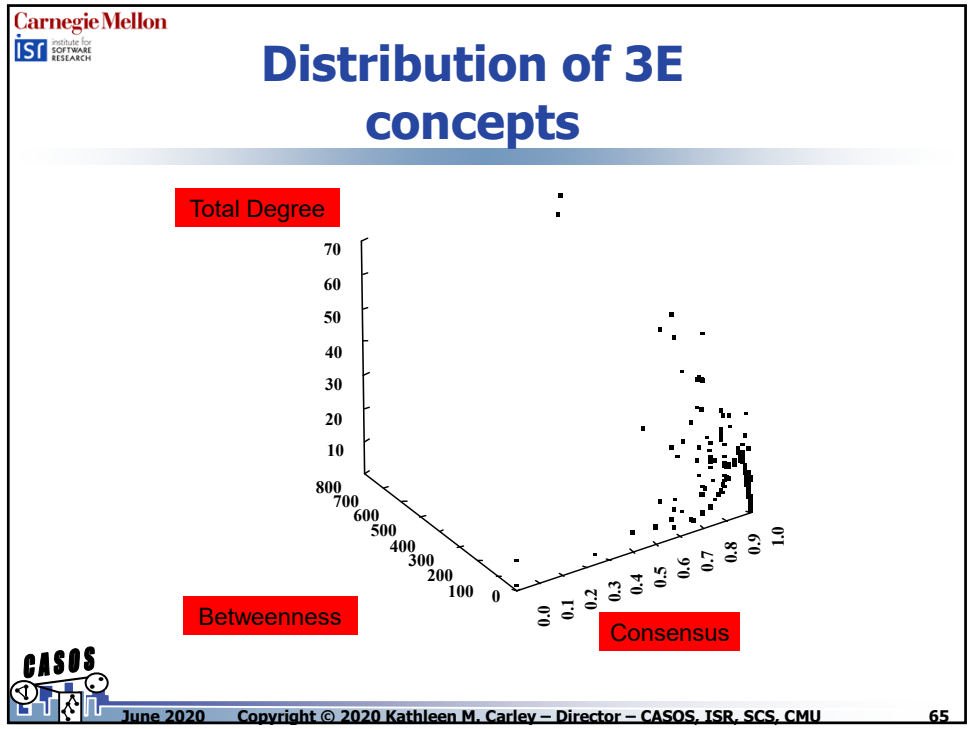 Carnegie Mellon
isr institute for
SOFTWARE
RESEARCH
Distribution of 3E
concepts
Total Degree
70
60
50
40
30
20
10
800
700
600
500
400
300
200
100
0
0.0
0.1
0.2
0.3
0.4
0.5
0.6
0.7
0.8
0.9
1.0
Betweenness
Consensus
CASOS
June 2020 Copyright © 2020 Kathleen M. Carley – Director – CASOS, ISR, SCS, CMU 65